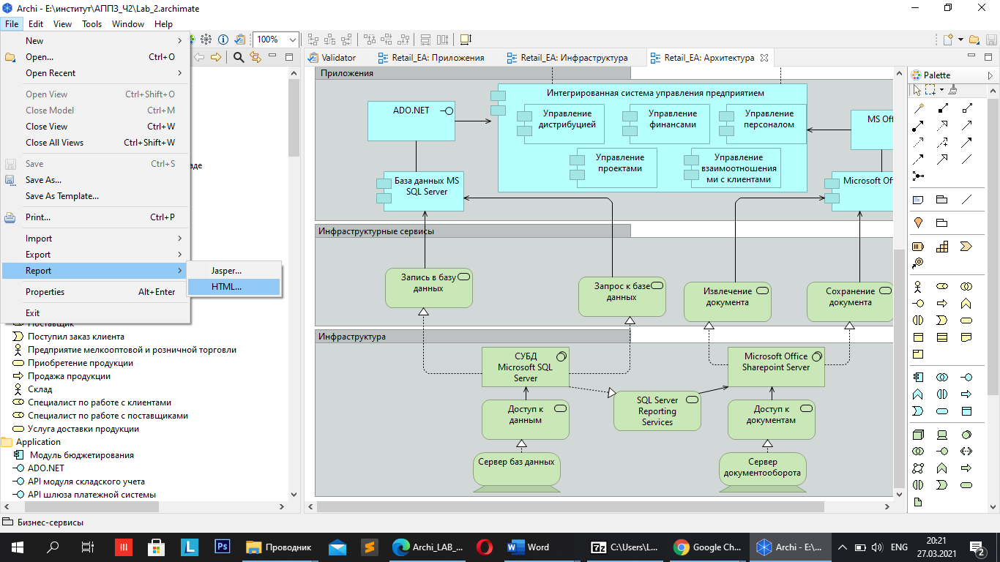 Archi - E:\институт\АППЗ_Ч2\Lab_2.archimate
File Edit View Tools Window Help
100%
New
Open... Ctrl+O
Open Recent
Open View Ctrl+Shift+O
Close Model Ctrl+M
Close View Ctrl+W
Close All Views Ctrl+Shift+W
Save Ctrl+S
Save As...
Save As Template...
Print... Ctrl+P
Import
Export
Report
Jasper...
HTML...
Properties Alt+Enter
Exit
Поставщик
Поступил заказ клиента
Предприятие мелкооптовой и розничной торговли
Приобретение продукции
Продажа продукции
Склад
Специалист по работе с клиентами
Специалист по работе с поставщиками
Услуга доставки продукции
Application
Модуль бюджетирования
ADO.NET
API модуля складского учета
API шлюза платежной системы
Validator
Retail_EA: Приложения
Retail_EA: Инфраструктура
Retail_EA: Архитектура
Приложения
ADO.NET
Интегрированная система управления предприятием
Управление
дистрибуцией
Управление
финансами
Управление
персоналом
Управление
проектами
Управление
взаимоотношения
ми с клиентами
MS Off
База данных MS
SQL Server
Microsoft Off
Инфраструктурные сервисы
Запись в базу
данных
Запрос к базе
данных
Извлечение
документа
Сохранение
документа
Инфраструктура
СУБД
Microsoft SQL
Server
Microsoft Office
Sharepoint Server
SQL Server
Reporting
Services
Доступ к
данным
Доступ к
документам
Сервер баз данных
Сервер
документооборота
Palette
Бизнес-сервисы
Проводник
Archi_LAB_...
Word
C:\Users\L...
Google Ch...
Archi - E:\...
ENG
20:21
27.03.2021
2